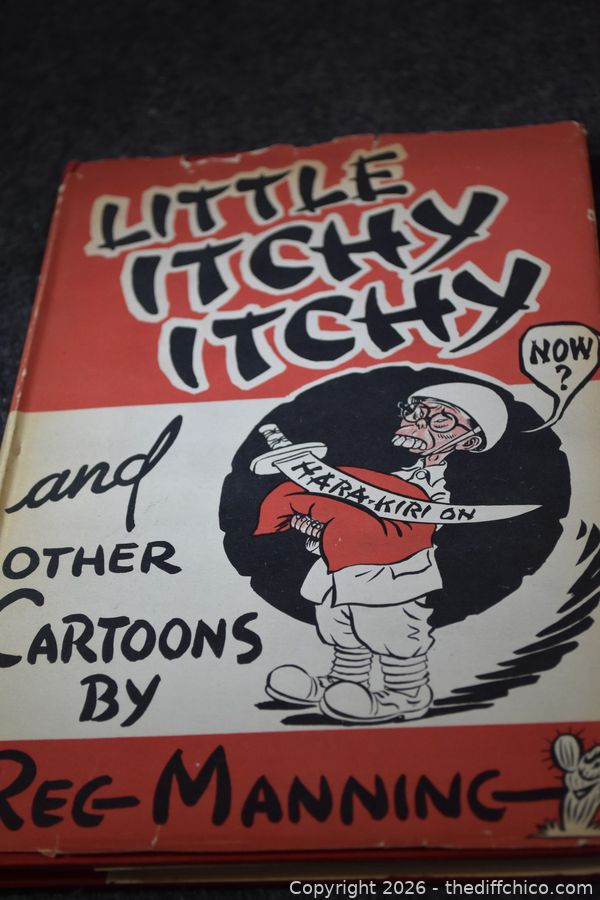 LITTLE
ITCHY
ITCHY
NOW
?
HARA-KIRI ON
and
OTHER
CARTOONS
BY
REG MANNING
Copyright 2026 - thediffchico.com